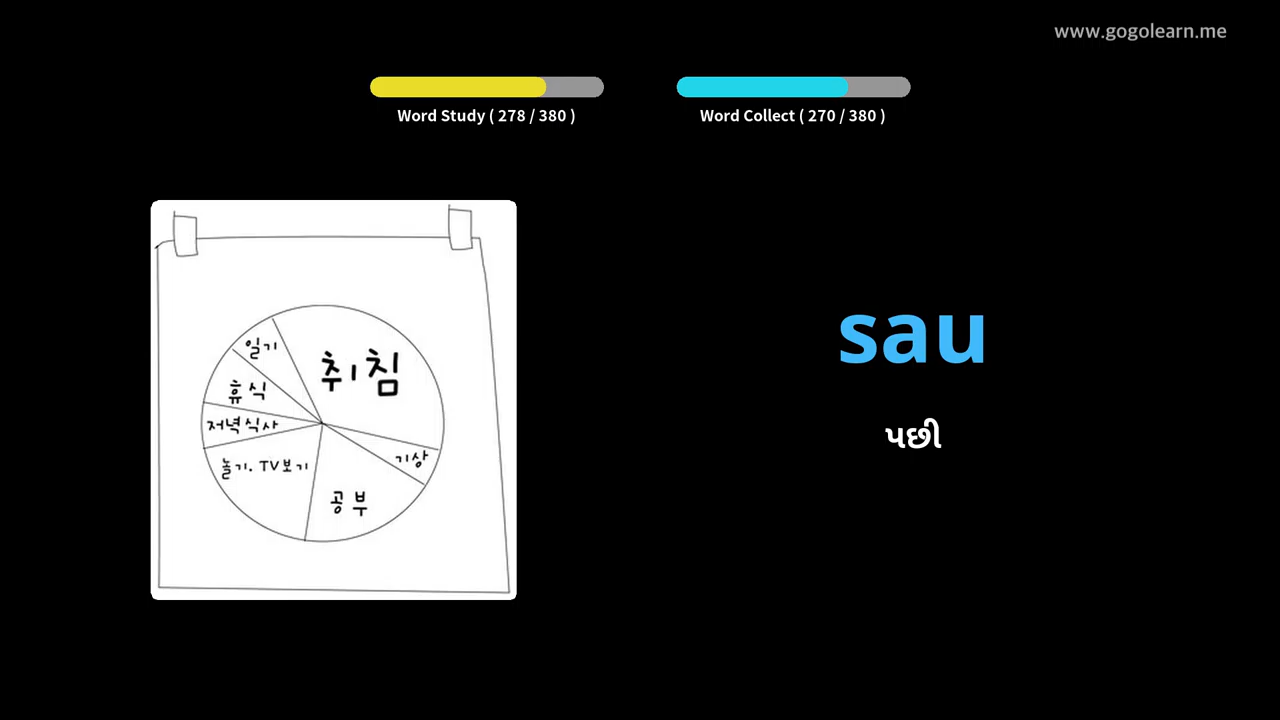 www.gogolearn.me
Word Study ( 278 / 380 )
Word Collect ( 270 / 380 )
일기
취침
휴식
저녁식사
놀기. TV보기
기상
공부
sau
પછી